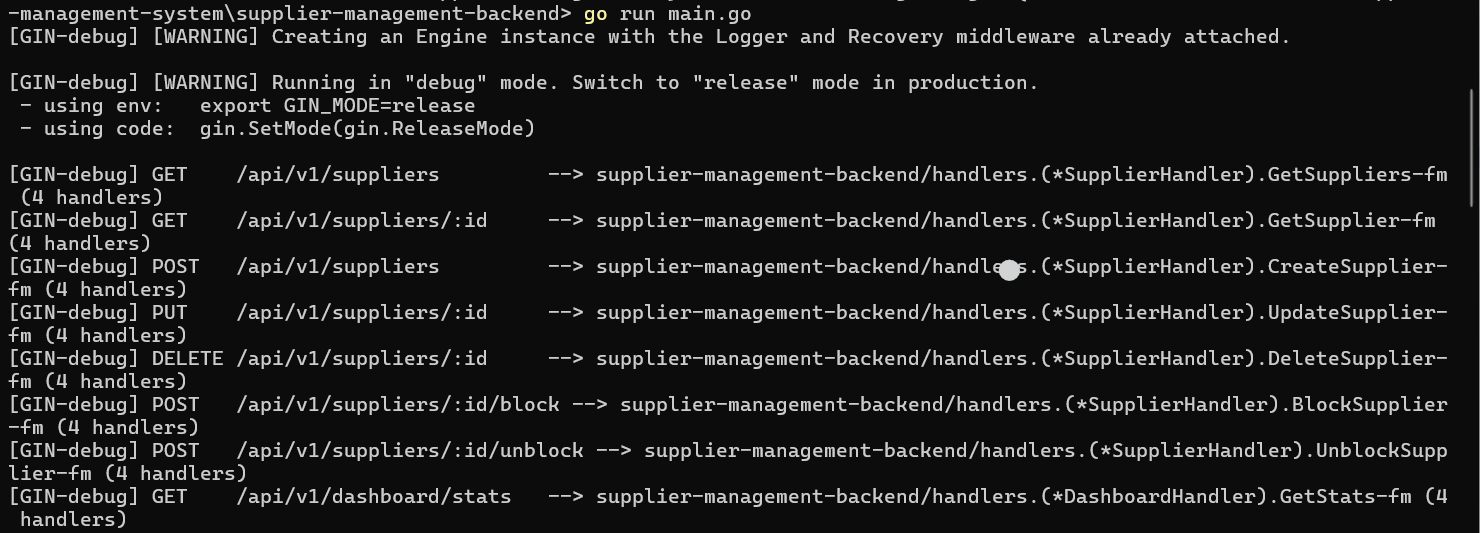 -management-system\supplier-management-backend> go run main.go
[GIN-debug] [WARNING] Creating an Engine instance with the Logger and Recovery middleware already attached.
[GIN-debug] [WARNING] Running in "debug" mode. Switch to "release" mode in production.
 - using env:   export GIN_MODE=release
 - using code:  gin.SetMode(gin.ReleaseMode)
[GIN-debug] GET    /api/v1/suppliers         --> supplier-management-backend/handlers.(*SupplierHandler).GetSuppliers-fm
 (4 handlers)
[GIN-debug] GET    /api/v1/suppliers/:id     --> supplier-management-backend/handlers.(*SupplierHandler).GetSupplier-fm
(4 handlers)
[GIN-debug] POST   /api/v1/suppliers         --> supplier-management-backend/handlers.(*SupplierHandler).CreateSupplier-
fm (4 handlers)
[GIN-debug] PUT    /api/v1/suppliers/:id     --> supplier-management-backend/handlers.(*SupplierHandler).UpdateSupplier-
fm (4 handlers)
[GIN-debug] DELETE /api/v1/suppliers/:id     --> supplier-management-backend/handlers.(*SupplierHandler).DeleteSupplier-
fm (4 handlers)
[GIN-debug] POST   /api/v1/suppliers/:id/block --> supplier-management-backend/handlers.(*SupplierHandler).BlockSupplier
-fm (4 handlers)
[GIN-debug] POST   /api/v1/suppliers/:id/unblock --> supplier-management-backend/handlers.(*SupplierHandler).UnblockSupp
lier-fm (4 handlers)
[GIN-debug] GET    /api/v1/dashboard/stats   --> supplier-management-backend/handlers.(*DashboardHandler).GetStats-fm (4
 handlers)